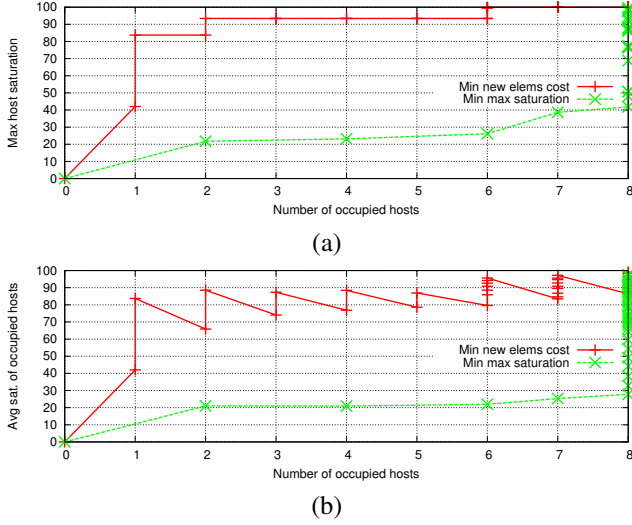 100
90
80
70
60
50
40
30
20
10
0
Max host saturation
Min new elems cost
Min max saturation
0 1 2 3 4 5 6 7 8
Number of occupied hosts
(a)
100
90
80
70
60
50
40
30
20
10
0
Avg sat. of occupied hosts
Min new elems cost
Min max saturation
0 1 2 3 4 5 6 7 8
Number of occupied hosts
(b)